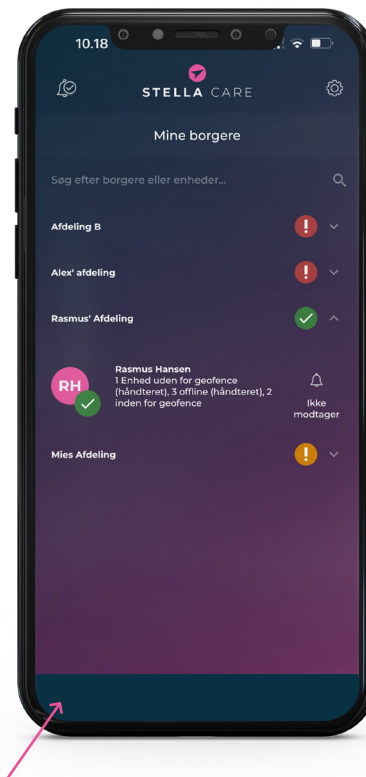 10.18
STELLA CARE
Mine borgere
Søg efter borgere eller enheder...
Afdeling B
Alex' afdeling
Rasmus' Afdeling
RH
Rasmus Hansen
1 Enhed uden for geofence
(håndteret), 3 offline (håndteret), 2
inden for geofence
Ikke
modtager
Mies Afdeling